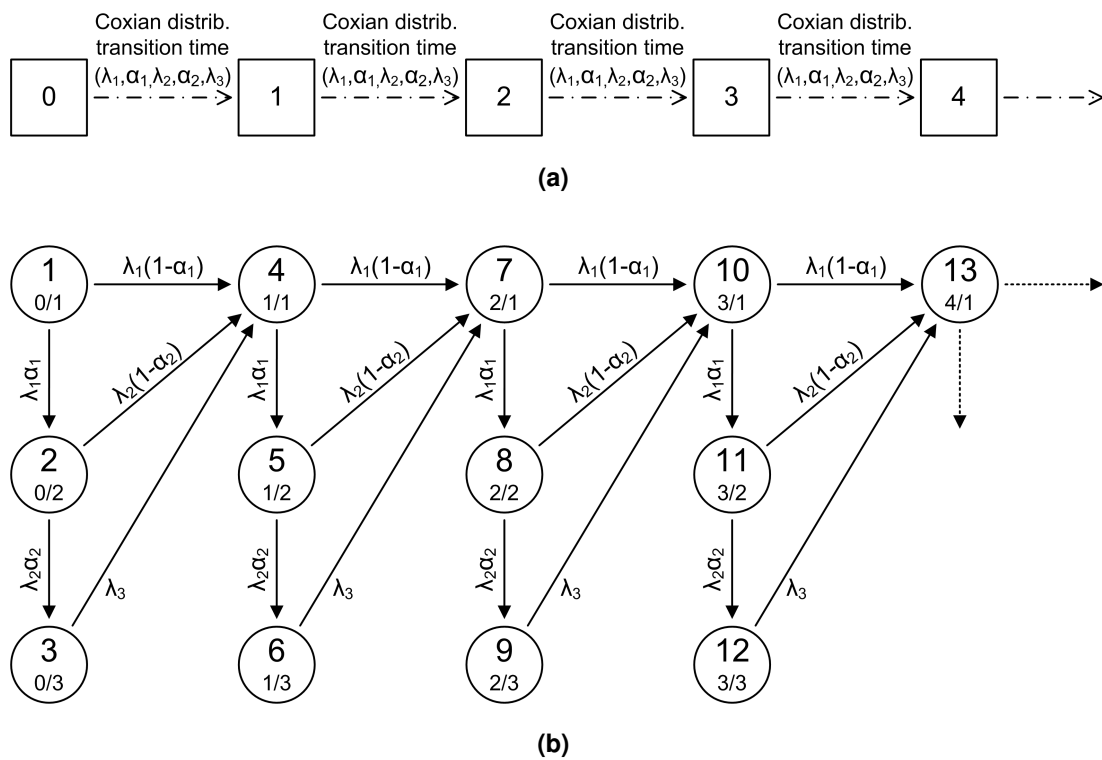 Coxian distrib. Coxian distrib. Coxian distrib. Coxian distrib.
transition time transition time transition time transition time
(λ₁,α₁,λ₂,α₂,λ₃) (λ₁,α₁,λ₂,α₂,λ₃) (λ₁,α₁,λ₂,α₂,λ₃) (λ₁,α₁,λ₂,α₂,λ₃)
0 1 2 3 4
(a)
λ₁(1-α₁) λ₁(1-α₁) λ₁(1-α₁) λ₁(1-α₁)
1 4 7 10 13
0/1 1/1 2/1 3/1 4/1
λ₁α₁ λ₂(1-α₂) λ₁α₁ λ₂(1-α₂) λ₁α₁ λ₂(1-α₂) λ₁α₁ λ₂(1-α₂)
2 5 8 11
0/2 1/2 2/2 3/2
λ₂α₂ λ₃ λ₂α₂ λ₃ λ₂α₂ λ₃ λ₂α₂ λ₃
3 6 9 12
0/3 1/3 2/3 3/3
(b)